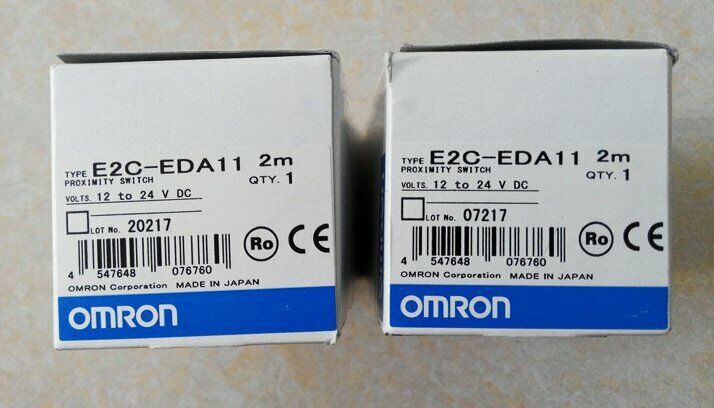 TYPE E2C-EDA11 2m
PROXIMITY SWITCH QTY. 1
VOLTS. 12 to 24 V DC
LOT No. 20217
Ro CE
4 547648 076760
OMRON Corporation MADE IN JAPAN
OMRON
TYPE E2C-EDA11 2m
PROXIMITY SWITCH QTY. 1
VOLTS. 12 to 24 V DC
LOT No. 07217
Ro CE
4 547648 076760
OMRON Corporation MADE IN JAPAN
OMRON